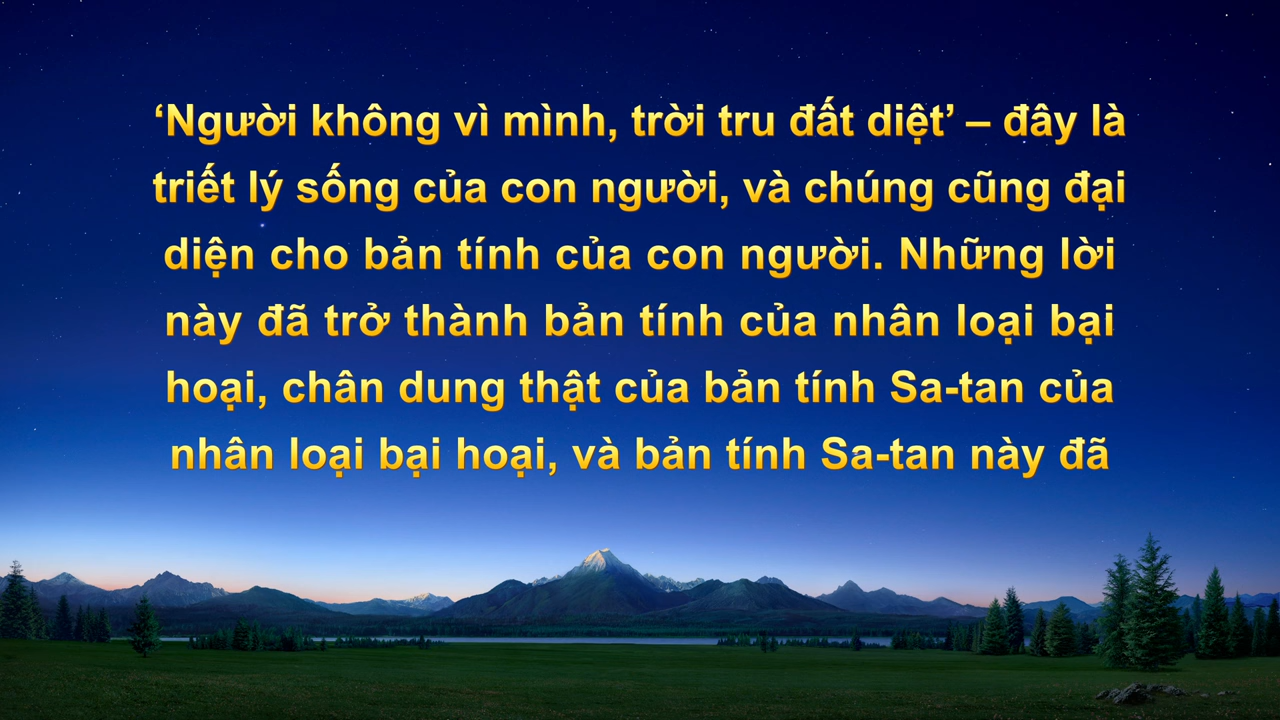 ‘Người không vì mình, trời tru đất diệt’ – đây là
triết lý sống của con người, và chúng cũng đại
diện cho bản tính của con người. Những lời
này đã trở thành bản tính của nhân loại bại
hoại, chân dung thật của bản tính Sa-tan của
nhân loại bại hoại, và bản tính Sa-tan này đã